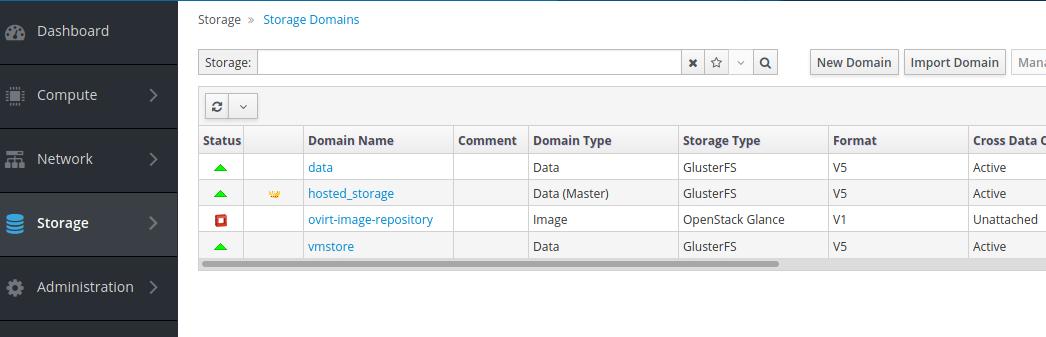 Dashboard
Compute
Network
Storage
Administration
Storage » Storage Domains
Storage:
New Domain Import Domain Mana
Status Domain Name Comment Domain Type Storage Type Format Cross Data C
data Data GlusterFS V5 Active
hosted_storage Data (Master) GlusterFS V5 Active
ovirt-image-repository Image OpenStack Glance V1 Unattached
vmstore Data GlusterFS V5 Active